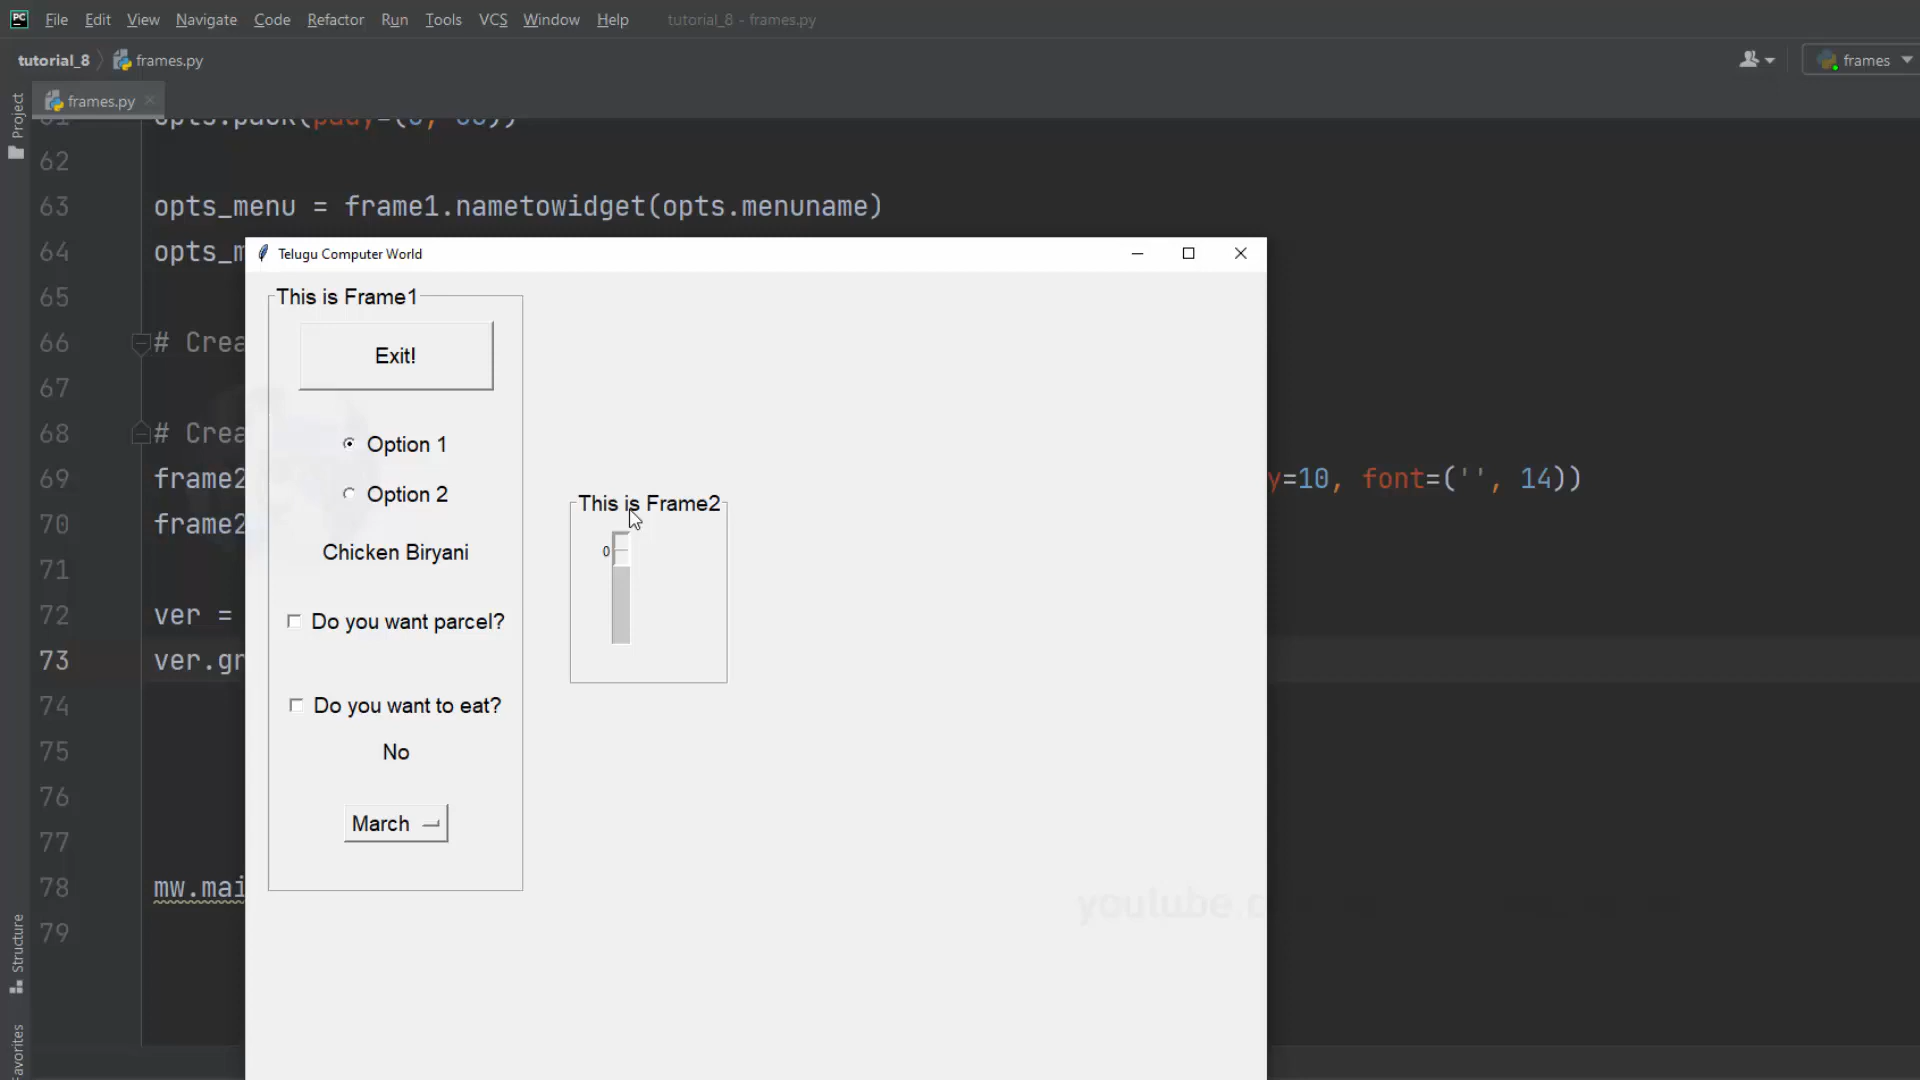 File Edit View Navigate Code Refactor Run Tools VCS Window Help tutorial_8 - frames.py
tutorial_8 frames.py
frames
frames.py
Project
62
63 opts_menu = frame1.nametowidget(opts.menuname)
64 opts_m
65
66 # Crea
67
68 # Crea
69 frame2 y=10, font=('', 14))
70 frame2
71
72 ver =
73 ver.gr
74
75
76
77
78 mw.mai
79
Structure
Favorites
Telugu Computer World
This is Frame1
Exit!
Option 1
Option 2
Chicken Biryani
Do you want parcel?
Do you want to eat?
No
March
This is Frame2
0
youtube.c